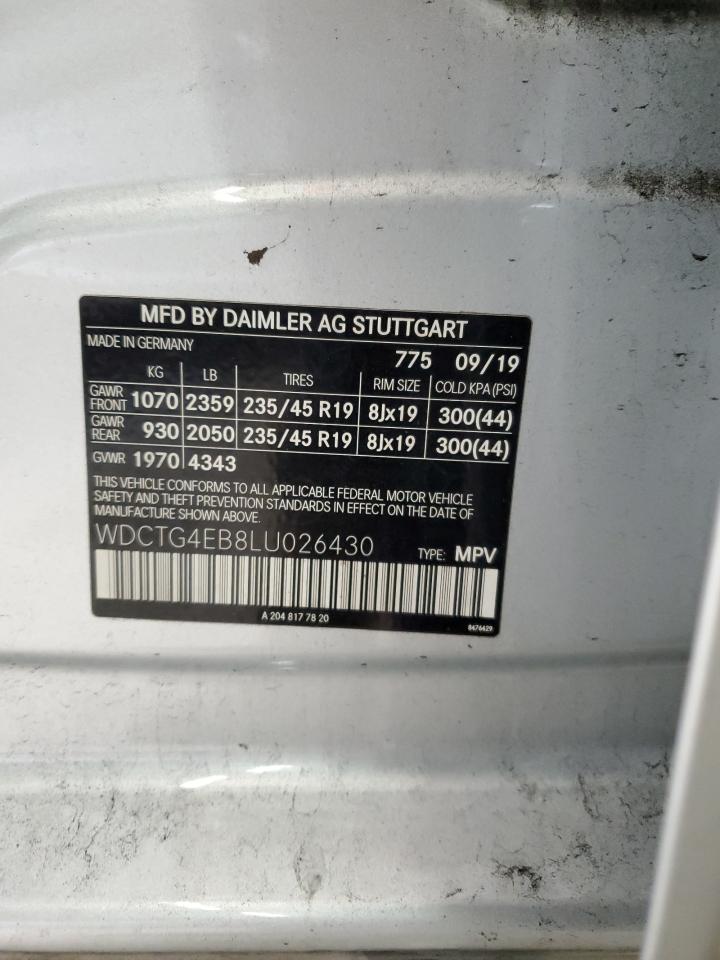 MFD BY DAIMLER AG STUTTGART
MADE IN GERMANY 775 09/19
KG LB TIRES RIM SIZE COLD KPA (PSI)
GAWR FRONT 1070 2359 235/45 R19 8Jx19 300(44)
GAWR REAR 930 2050 235/45 R19 8Jx19 300(44)
GVWR 1970 4343
THIS VEHICLE CONFORMS TO ALL APPLICABLE FEDERAL MOTOR VEHICLE
SAFETY AND THEFT PREVENTION STANDARDS IN EFFECT ON THE DATE OF
MANUFACTURE SHOWN ABOVE.
WDCTG4EB8LU026430 TYPE: MPV
A 204 817 78 20 8476429